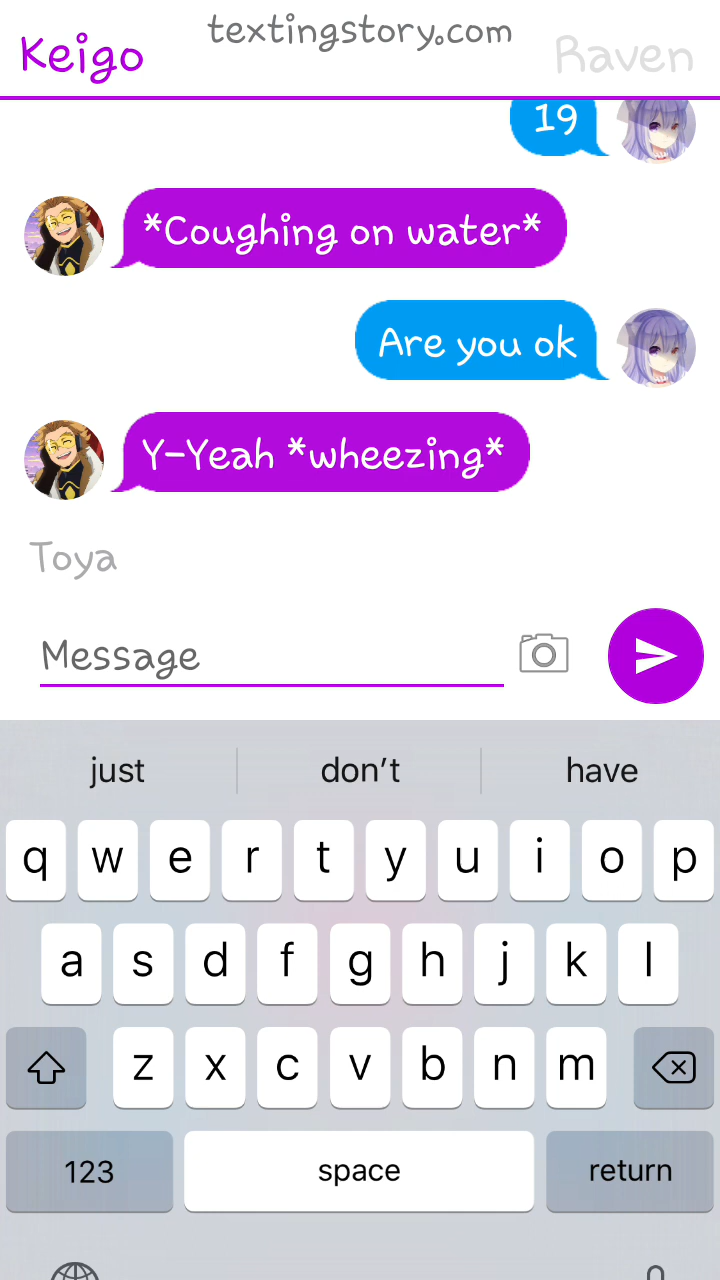 textingstory.com
Keigo
Raven
19
*Coughing on water*
Are you ok
Y-Yeah *wheezing*
Toya
Message
just don't have
q w e r t y u i o p
a s d f g h j k l
z x c v b n m
123 space return